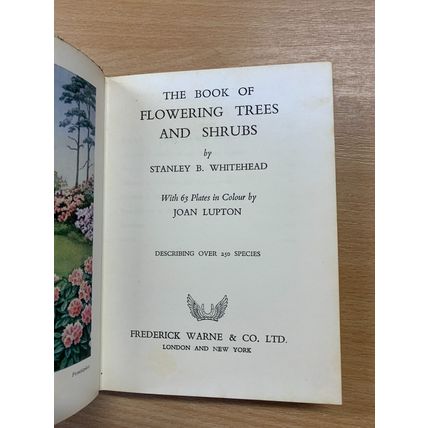 THE BOOK OF
FLOWERING TREES
AND SHRUBS
by
STANLEY B. WHITEHEAD
With 63 Plates in Colour by
JOAN LUPTON
DESCRIBING OVER 250 SPECIES
FREDERICK WARNE & CO. LTD.
LONDON AND NEW YORK
Frontispiece